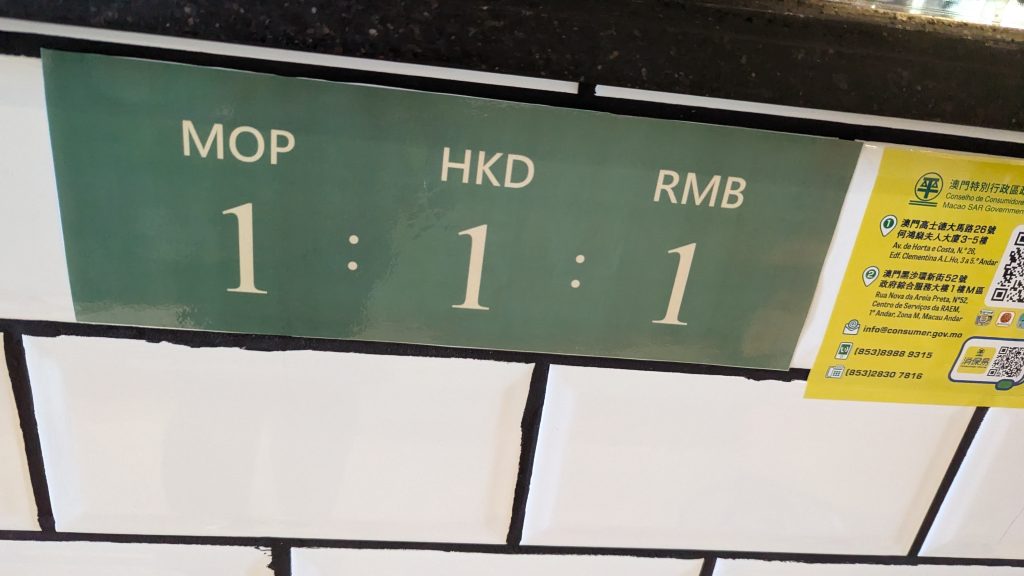 MOP HKD RMB
1 : 1 : 1
澳門特別行政區政
Conselho de Consumidores
Macao SAR Government
1 澳門高士德大馬路26號
何鴻燊夫人大廈3-5樓
Av. de Horta e Costa, N.º 26,
Edf. Clementina A.L.Ho, 3 a 5.º Andar
2 澳門黑沙環新街52號
政府綜合服務大樓1樓M區
Rua Nova da Areia Preta, Nº52,
Centro de Serviços da RAEM,
1º Andar, Zona M, Macau Andar
info@consumer.gov.mo
(853)8988 9315
(853)2830 7816